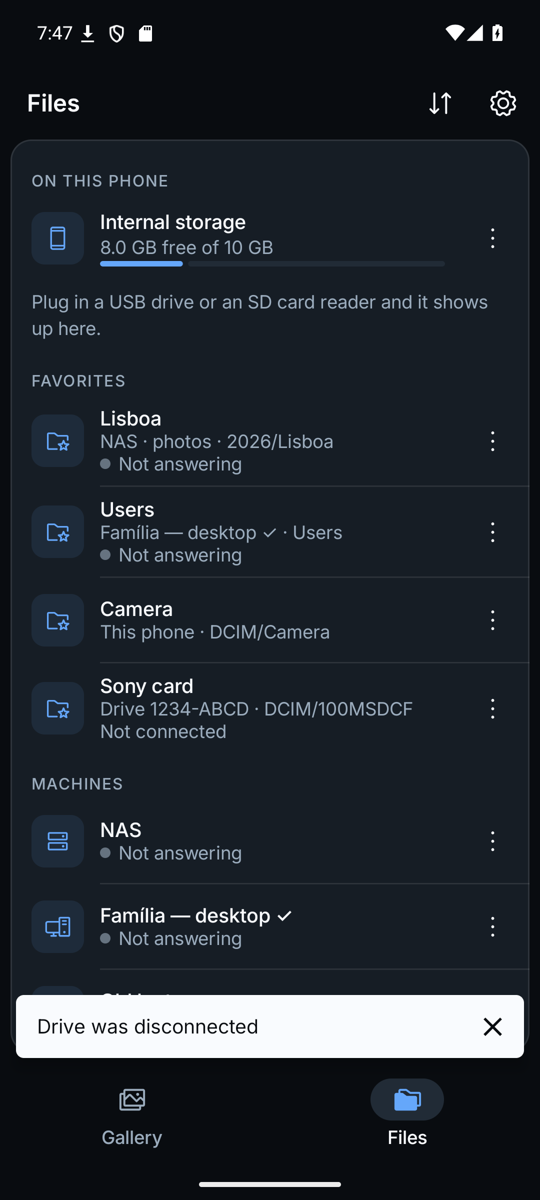 7:47
Files
ON THIS PHONE
Internal storage
8.0 GB free of 10 GB
Plug in a USB drive or an SD card reader and it shows
up here.
FAVORITES
Lisboa
NAS · photos · 2026/Lisboa
Not answering
Users
Família — desktop ✓ · Users
Not answering
Camera
This phone · DCIM/Camera
Sony card
Drive 1234-ABCD · DCIM/100MSDCF
Not connected
MACHINES
NAS
Not answering
Família — desktop ✓
Not answering
Drive was disconnected
Gallery
Files